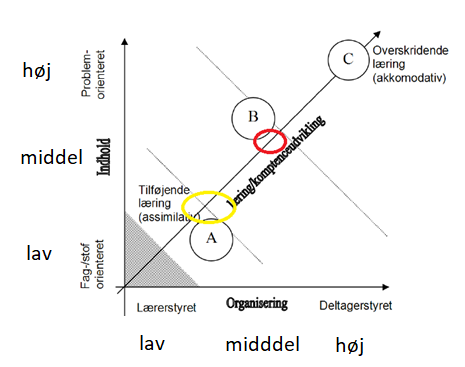 høj
Problem-
orienteret
C
Overskridende
læring
(akkomodativ)
B
middel
Indhold
læring/komptenceudvikling
Tilføjende
læring
(assimilativ)
A
lav
Fag-/stof
orienteret
Lærerstyret
Organisering
Deltagerstyret
lav
midddel
høj